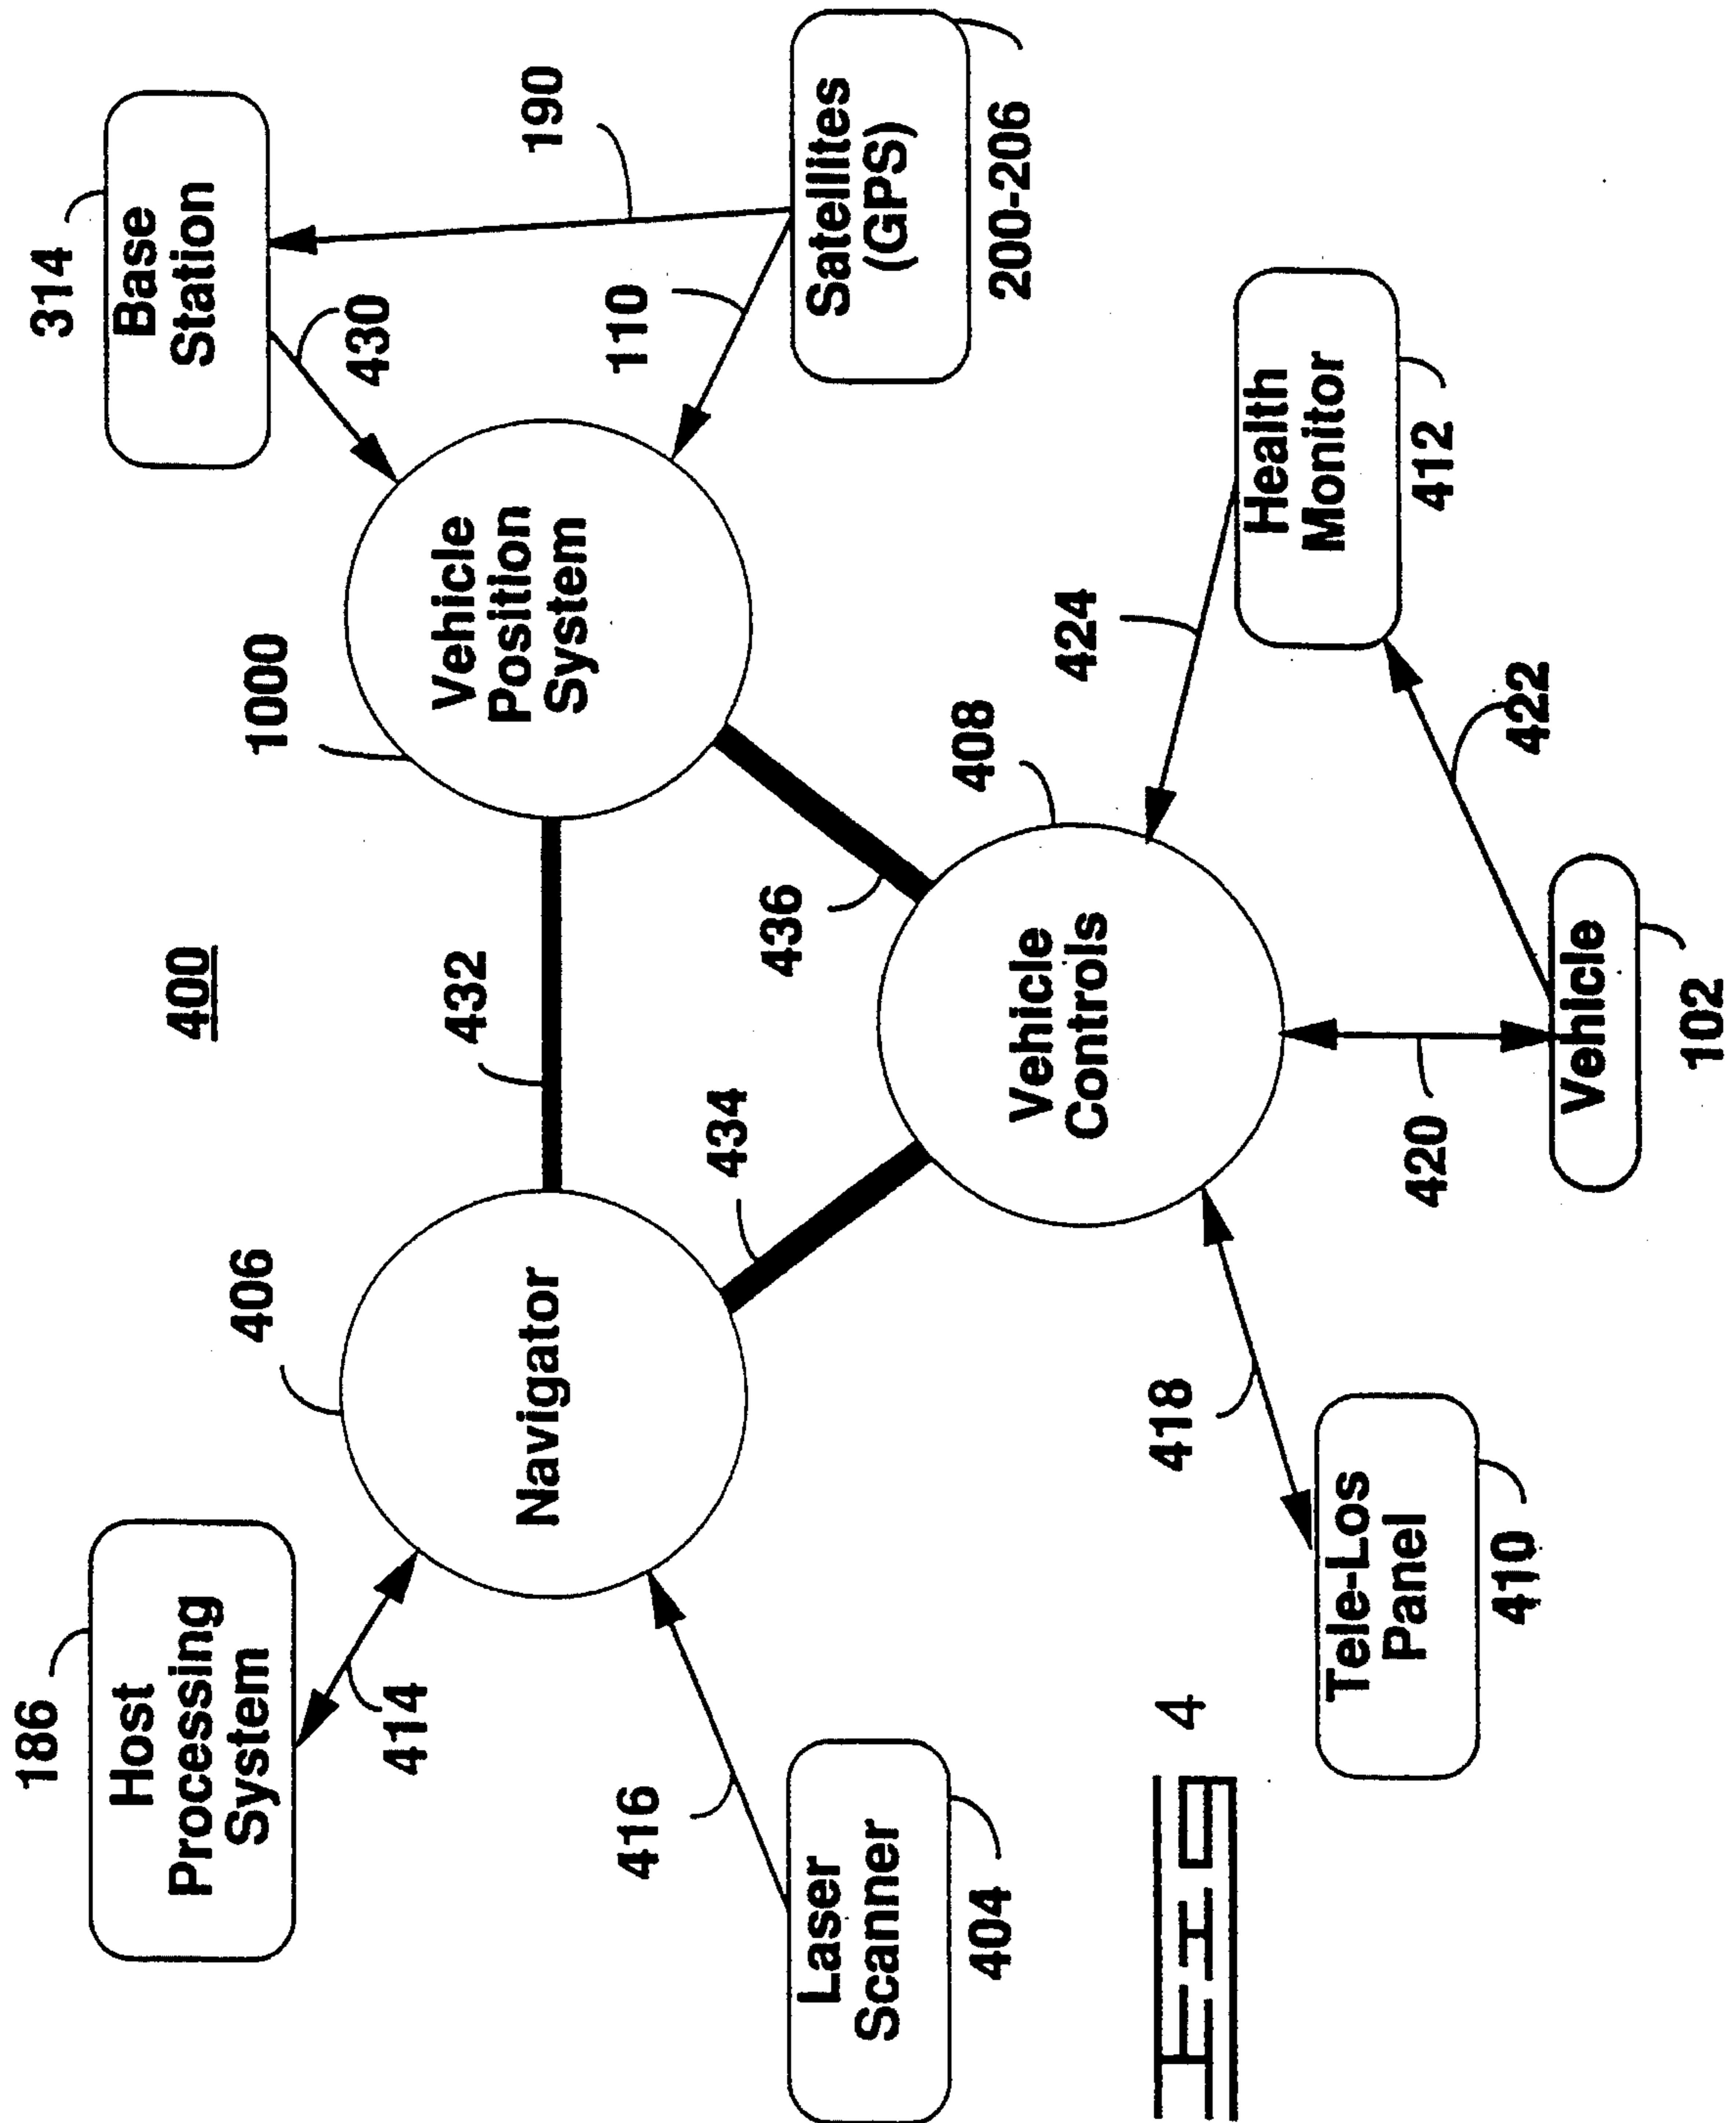 400
186
Host
Processing
System
414
406
Navigator
432
1000
Vehicle
Position
System
314
Base
Station
430
190
110
Satellites
(GPS)
200-206
416
Laser
Scanner
404
434
436
408
Vehicle
Controls
424
Health
Monitor
412
418
Tele-Los
Panel
410
420
422
Vehicle
102
FIG 4